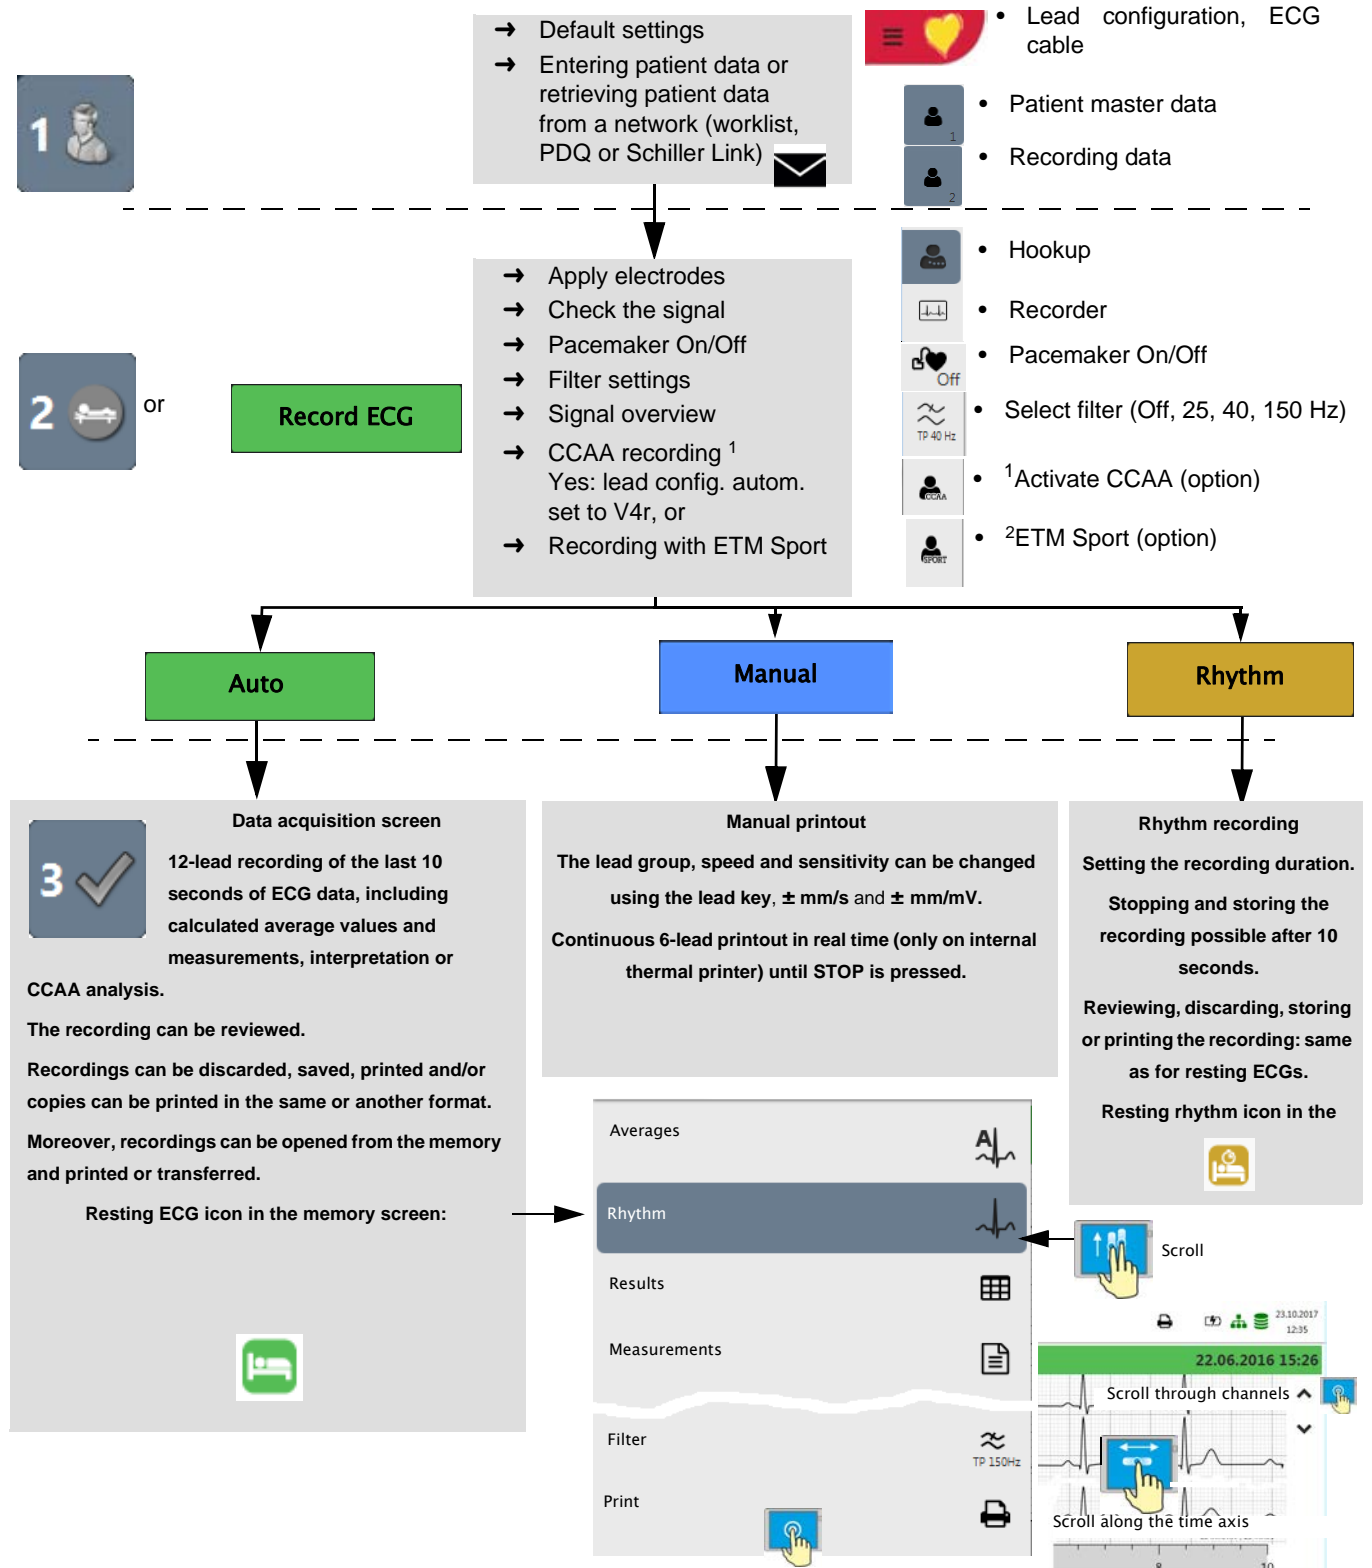 ➔ Default settings
➔ Entering patient data or
retrieving patient data
from a network (worklist,
PDQ or Schiller Link)
• Lead configuration, ECG
cable
1
• Patient master data
1
• Recording data
2
➔ Apply electrodes
➔ Check the signal
➔ Pacemaker On/Off
➔ Filter settings
➔ Signal overview
➔ CCAA recording 1
Yes: lead config. autom.
set to V4r, or
➔ Recording with ETM Sport
2
or
Record ECG
• Hookup
• Recorder
• Pacemaker On/Off
Off
• Select filter (Off, 25, 40, 150 Hz)
TP 40 Hz
• 1Activate CCAA (option)
CCAA
• 2ETM Sport (option)
SPORT
Auto
Manual
Rhythm
3
Data acquisition screen
12-lead recording of the last 10
seconds of ECG data, including
calculated average values and
measurements, interpretation or
CCAA analysis.
The recording can be reviewed.
Recordings can be discarded, saved, printed and/or
copies can be printed in the same or another format.
Moreover, recordings can be opened from the memory
and printed or transferred.
Resting ECG icon in the memory screen:
Manual printout
The lead group, speed and sensitivity can be changed
using the lead key, ± mm/s and ± mm/mV.
Continuous 6-lead printout in real time (only on internal
thermal printer) until STOP is pressed.
Rhythm recording
Setting the recording duration.
Stopping and storing the
recording possible after 10
seconds.
Reviewing, discarding, storing
or printing the recording: same
as for resting ECGs.
Resting rhythm icon in the
Averages
A
Rhythm
Results
Measurements
Filter
TP 150Hz
Print
Scroll
23.10.2017
12:35
22.06.2016 15:26
Scroll through channels
Scroll along the time axis
8
10